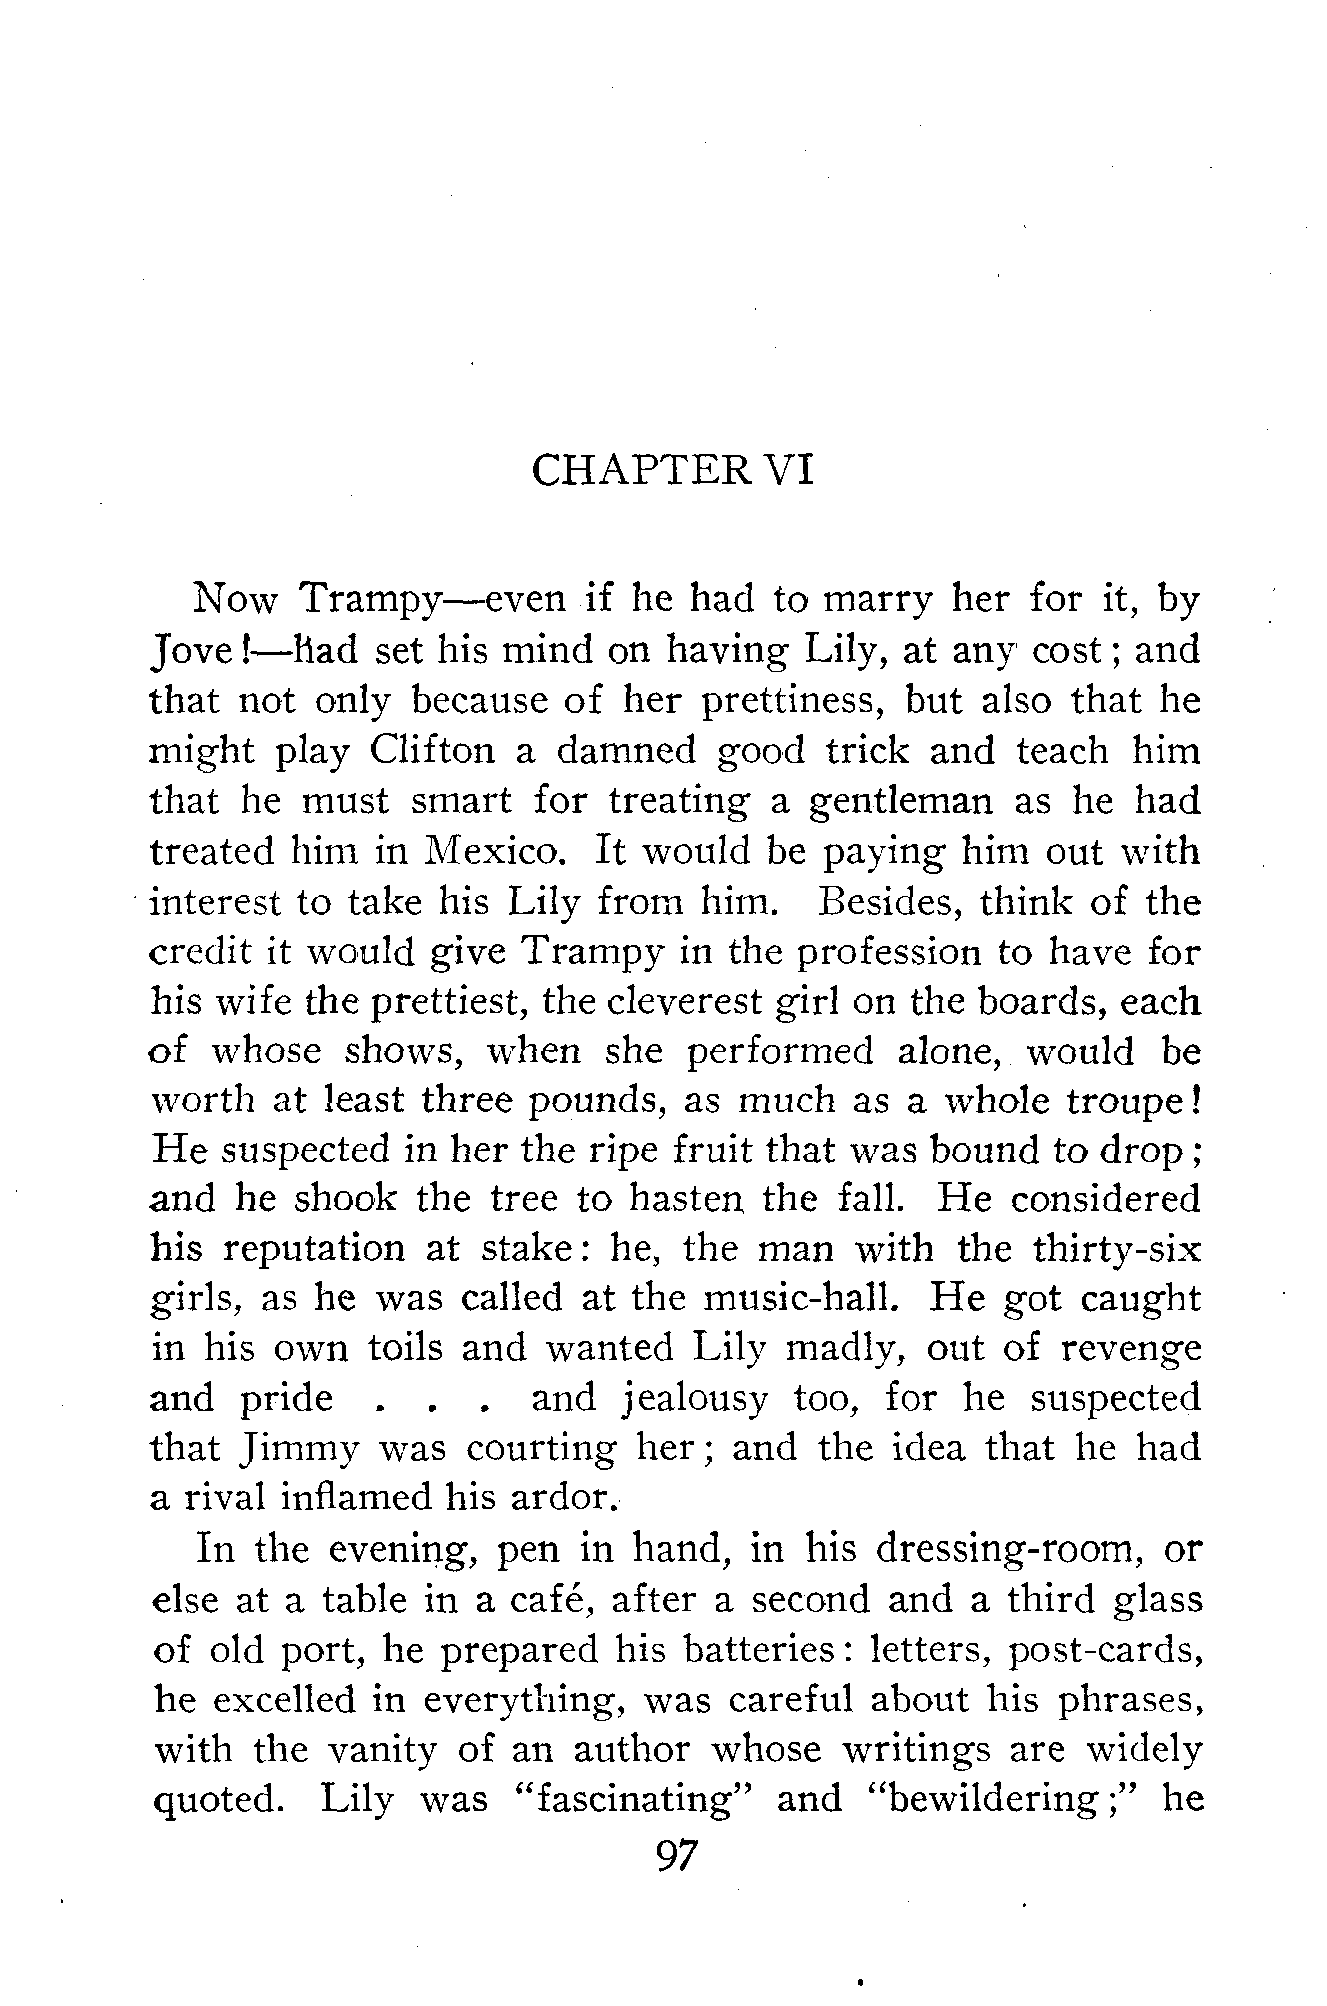 CHAPTER VI
Now Trampy—even if he had to marry her for it, by
Jove!—had set his mind on having Lily, at any cost; and
that not only because of her prettiness, but also that he
might play Clifton a damned good trick and teach him
that he must smart for treating a gentleman as he had
treated him in Mexico. It would be paying him out with
interest to take his Lily from him. Besides, think of the
credit it would give Trampy in the profession to have for
his wife the prettiest, the cleverest girl on the boards, each
of whose shows, when she performed alone, would be
worth at least three pounds, as much as a whole troupe!
He suspected in her the ripe fruit that was bound to drop;
and he shook the tree to hasten the fall. He considered
his reputation at stake: he, the man with the thirty-six
girls, as he was called at the music-hall. He got caught
in his own toils and wanted Lily madly, out of revenge
and pride . . . and jealousy too, for he suspected
that Jimmy was courting her; and the idea that he had
a rival inflamed his ardor.
In the evening, pen in hand, in his dressing-room, or
else at a table in a café, after a second and a third glass
of old port, he prepared his batteries: letters, post-cards,
he excelled in everything, was careful about his phrases,
with the vanity of an author whose writings are widely
quoted. Lily was “fascinating” and “bewildering;” he
97